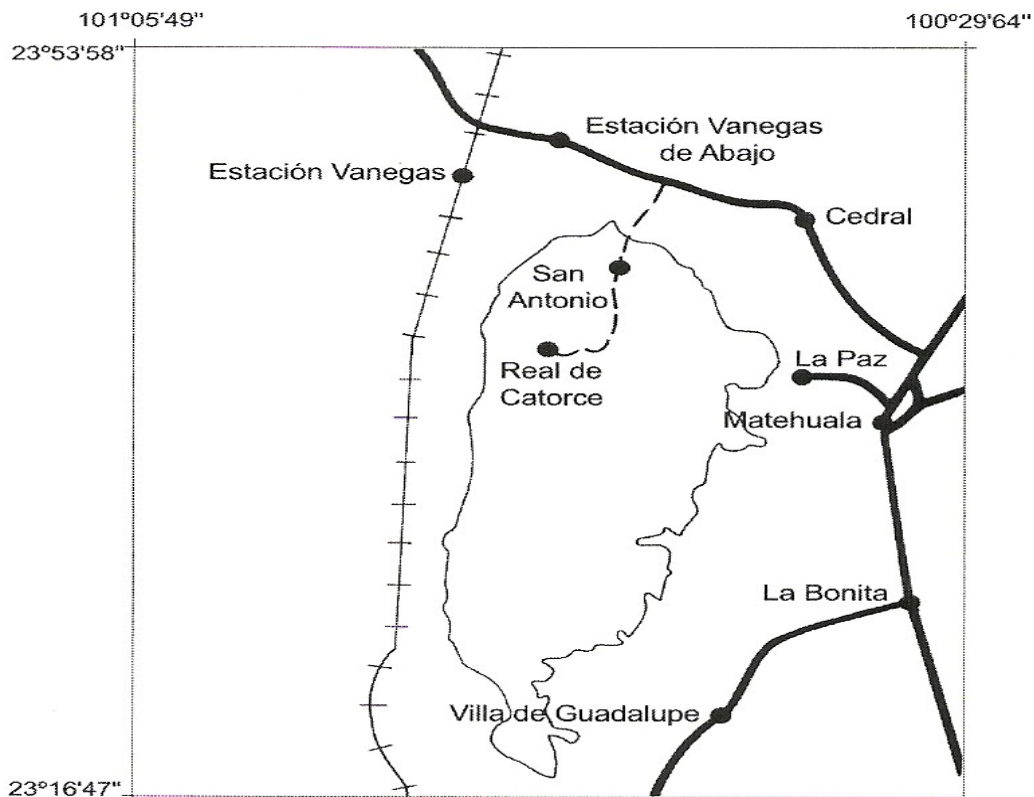 101º05'49"
100º29'64"
23º53'58"
Estación Vanegas
de Abajo
Estación Vanegas
Cedral
San
Antonio
La Paz
Real de
Catorce
Matehuala
La Bonita
Villa de Guadalupe
23º16'47"